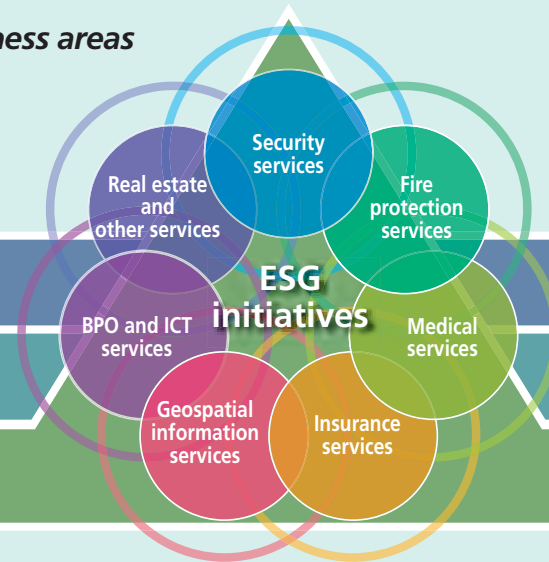 ness areas
Security
services
Real estate
and
other services
Fire
protection
services
ESG
initiatives
BPO and ICT
services
Medical
services
Geospatial
information
services
Insurance
services